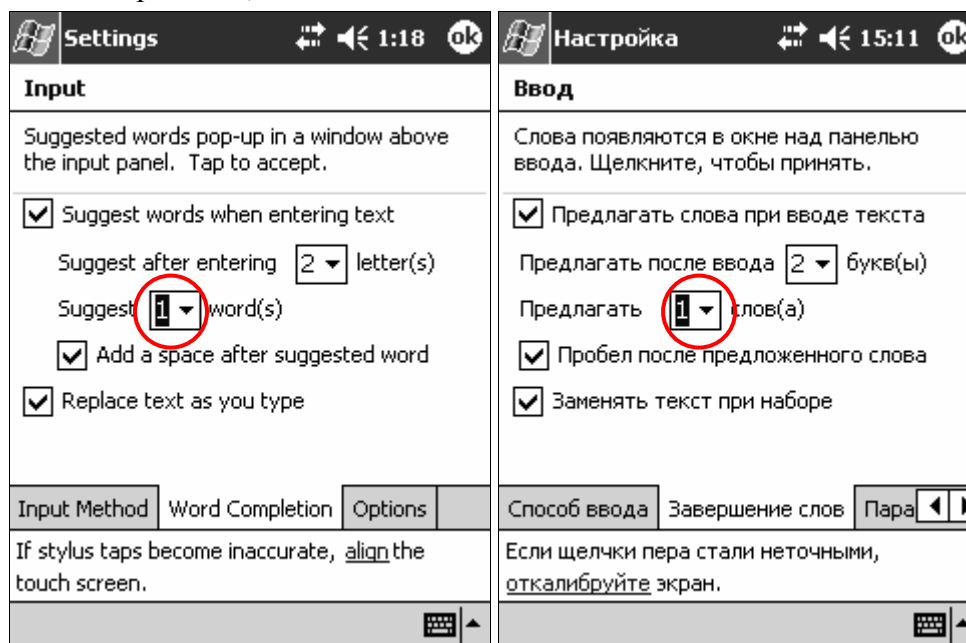 Settings 1:18 ok
Input
Suggested words pop-up in a window above
the input panel. Tap to accept.
Suggest words when entering text
Suggest after entering 2 letter(s)
Suggest 1 word(s)
Add a space after suggested word
Replace text as you type
Input Method Word Completion Options
If stylus taps become inaccurate, align the
touch screen.
Настройка 15:11 ok
Ввод
Слова появляются в окне над панелью
ввода. Щелкните, чтобы принять.
Предлагать слова при вводе текста
Предлагать после ввода 2 букв(ы)
Предлагать 1 слов(а)
Пробел после предложенного слова
Заменять текст при наборе
Способ ввода Завершение слов Пара
Если щелчки пера стали неточными,
откалибруйте экран.